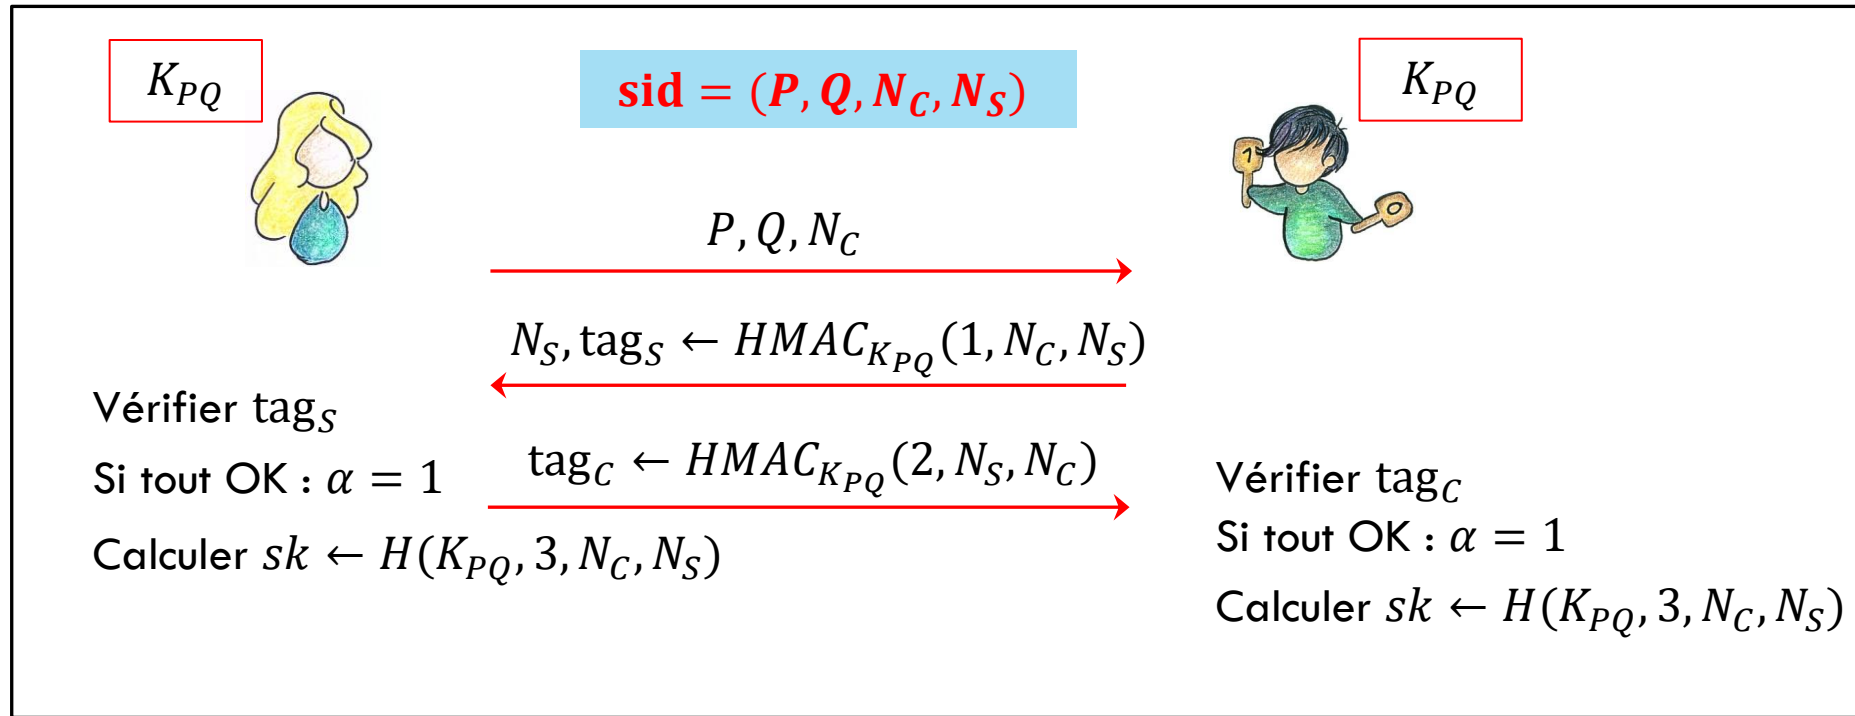 K_{PQ}
sid = (P, Q, N_C, N_S)
K_{PQ}
1
0
P, Q, N_C
N_S, tag_S ← HMAC_{K_{PQ}}(1, N_C, N_S)
Vérifier tag_S
Si tout OK : α = 1
Calculer sk ← H(K_{PQ}, 3, N_C, N_S)
tag_C ← HMAC_{K_{PQ}}(2, N_S, N_C)
Vérifier tag_C
Si tout OK : α = 1
Calculer sk ← H(K_{PQ}, 3, N_C, N_S)